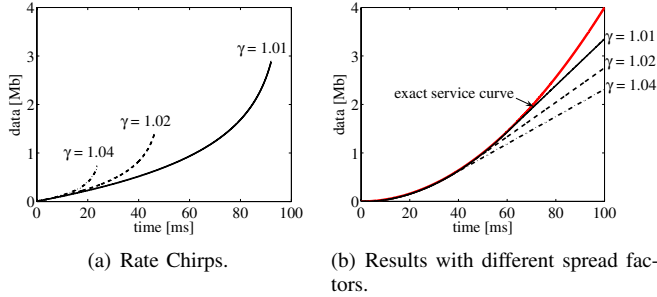 4
3
2
1
0
data [Mb]
γ = 1.01
γ = 1.02
γ = 1.04
0 20 40 60 80 100
time [ms]
(a) Rate Chirps.
4
3
2
1
0
data [Mb]
γ = 1.01
γ = 1.02
γ = 1.04
exact service curve
0 20 40 60 80 100
time [ms]
(b) Results with different spread fac-
tors.